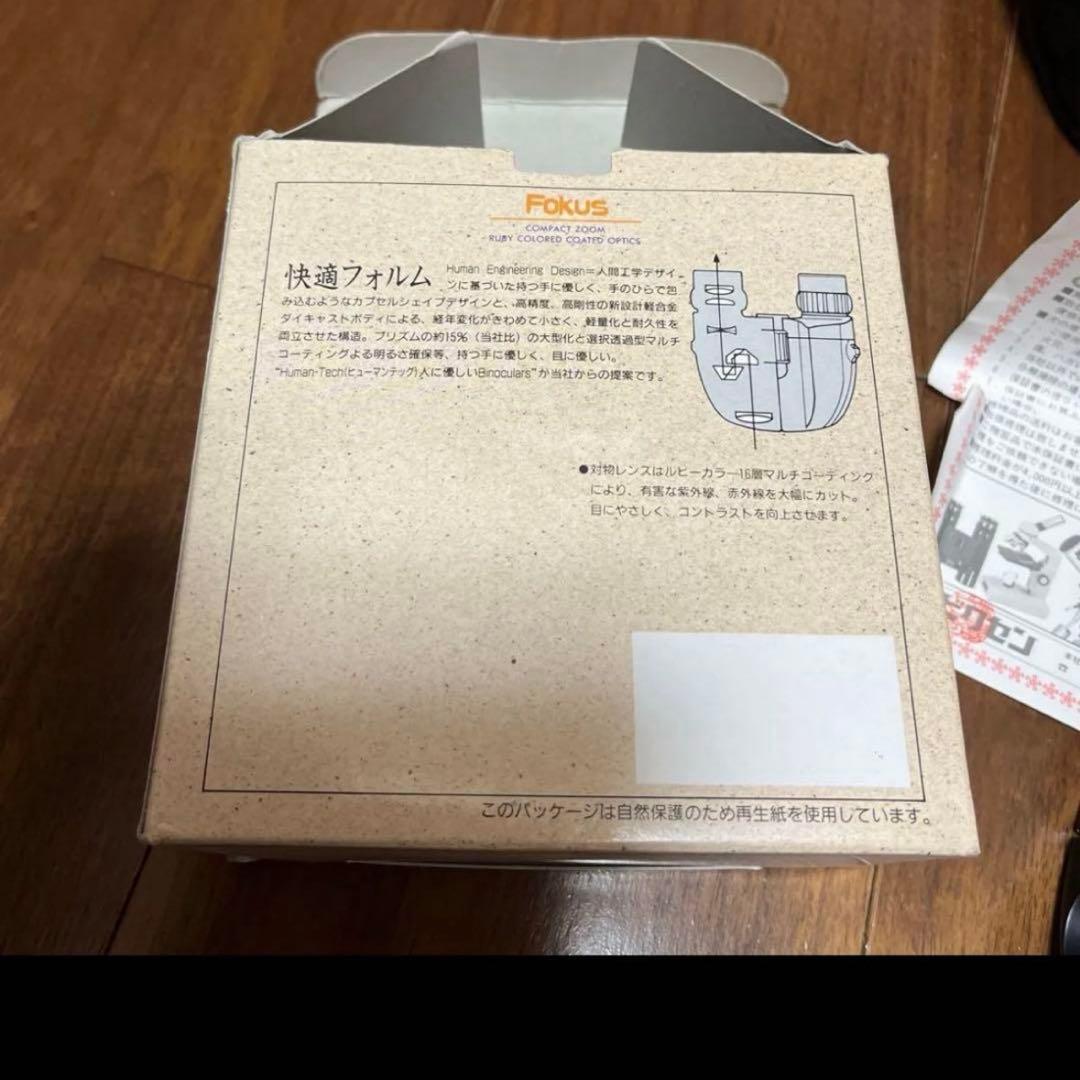 Fokus
COMPACT ZOOM
RUBY COLORED COATED OPTICS
快適フォルム
Human Engineering Design=人間工学デザイ
ンに基づいた持つ手に優しく、手のひらで包
み込むようなカプセルシェイプデザインと、高精度、高剛性の新設計軽合金
ダイキャストボディによる、経年変化がきわめて小さく、軽量化と耐久性を
両立させた構造。プリズムの約15%(当社比)の大型化と選択透過型マルチ
コーティングよる明るさ確保等、持つ手に優しく、目に優しい。
"Human-Tech(ヒューマンテック)人に優しいBinoculars"が当社からの提案です。
●対物レンズはルビーカラー16層マルチコーティング
により、有害な紫外線、赤外線を大幅にカット。
目にやさしく、コントラストを向上させます。
このパッケージは自然保護のため再生紙を使用しています。
ビクセン